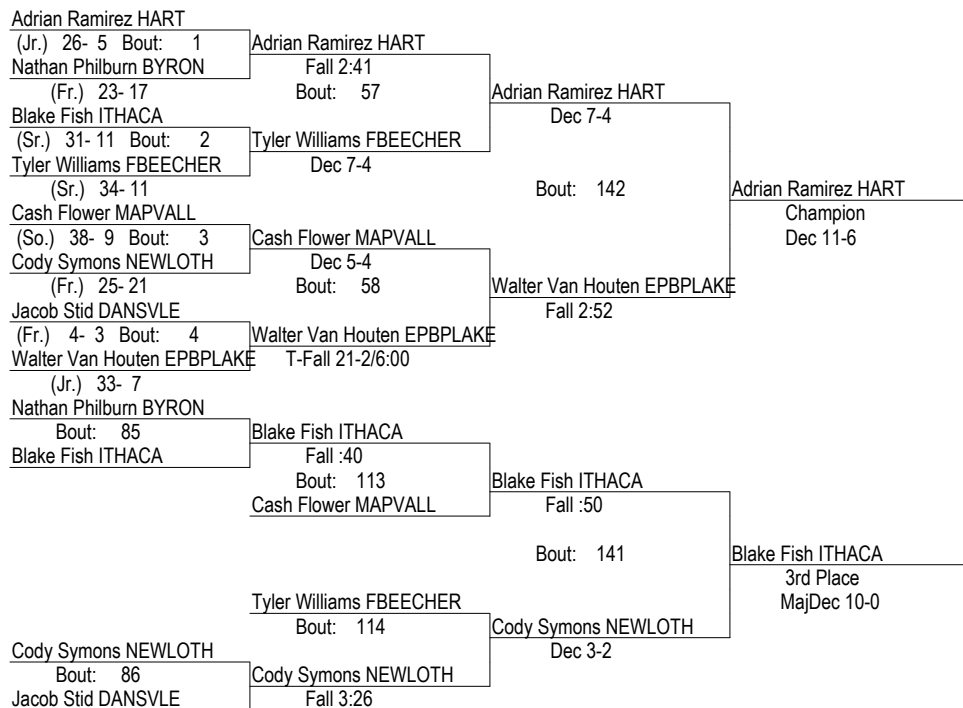 Adrian Ramirez HART
(Jr.) 26- 5 Bout: 1 Adrian Ramirez HART
Nathan Philburn BYRON Fall 2:41
(Fr.) 23- 17 Bout: 57 Adrian Ramirez HART
Blake Fish ITHACA Dec 7-4
(Sr.) 31- 11 Bout: 2 Tyler Williams FBEECHER
Tyler Williams FBEECHER Dec 7-4
(Sr.) 34- 11 Bout: 142 Adrian Ramirez HART
Cash Flower MAPVALL Champion
(So.) 38- 9 Bout: 3 Cash Flower MAPVALL Dec 11-6
Cody Symons NEWLOTH Dec 5-4
(Fr.) 25- 21 Bout: 58 Walter Van Houten EPBPLAKE
Jacob Stid DANSVLE Fall 2:52
(Fr.) 4- 3 Bout: 4 Walter Van Houten EPBPLAKE
Walter Van Houten EPBPLAKE T-Fall 21-2/6:00
(Jr.) 33- 7
Nathan Philburn BYRON
Bout: 85 Blake Fish ITHACA
Blake Fish ITHACA Fall :40
Bout: 113 Blake Fish ITHACA
Cash Flower MAPVALL Fall :50
Bout: 141 Blake Fish ITHACA
3rd Place
Tyler Williams FBEECHER MajDec 10-0
Bout: 114 Cody Symons NEWLOTH
Cody Symons NEWLOTH Dec 3-2
Bout: 86 Cody Symons NEWLOTH
Jacob Stid DANSVLE Fall 3:26